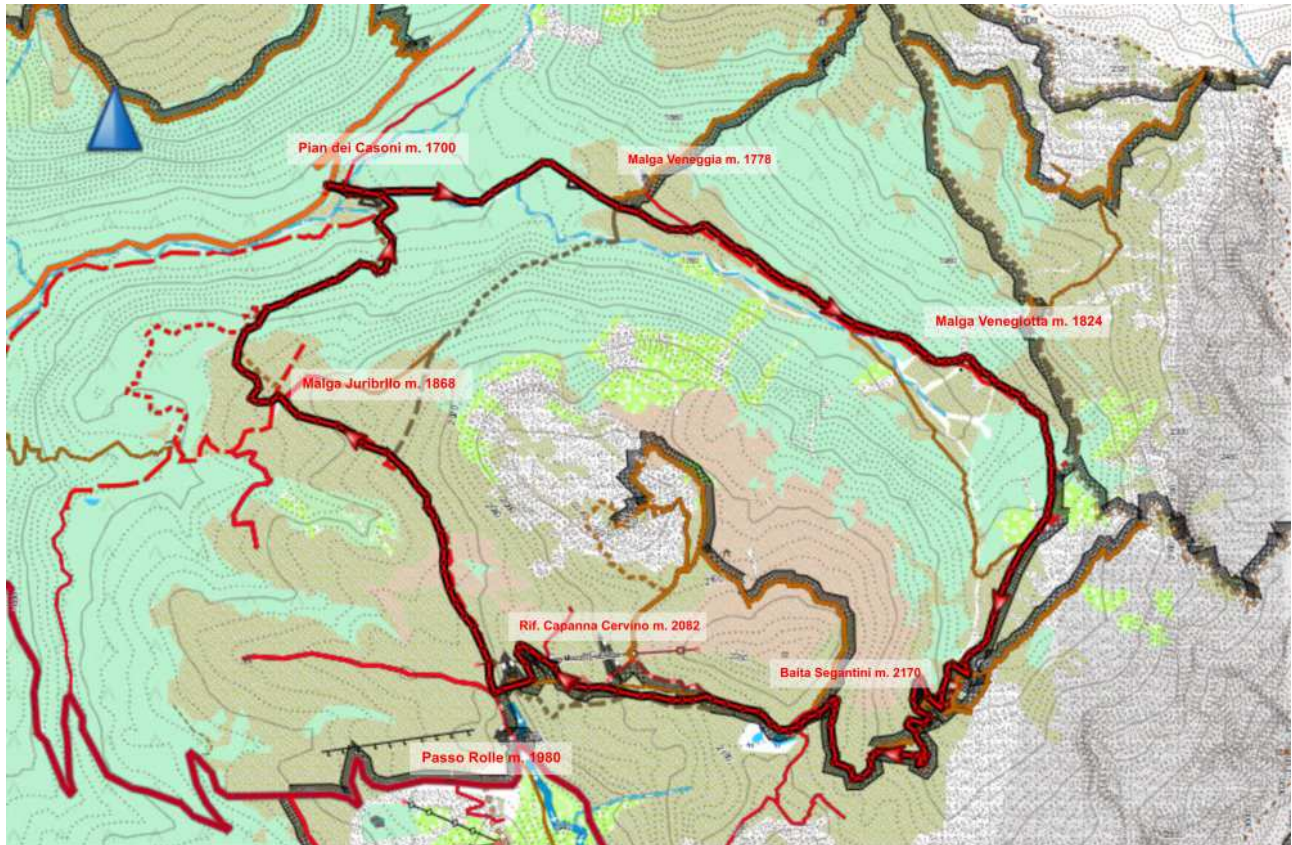 Pian dei Casoni m. 1700
Malga Veneggia m. 1778
Malga Venegiotta m. 1824
Malga Juribrilo m. 1868
Rif. Capanna Cervino m. 2082
Baita Segantini m. 2170
Passo Rolle m. 1980